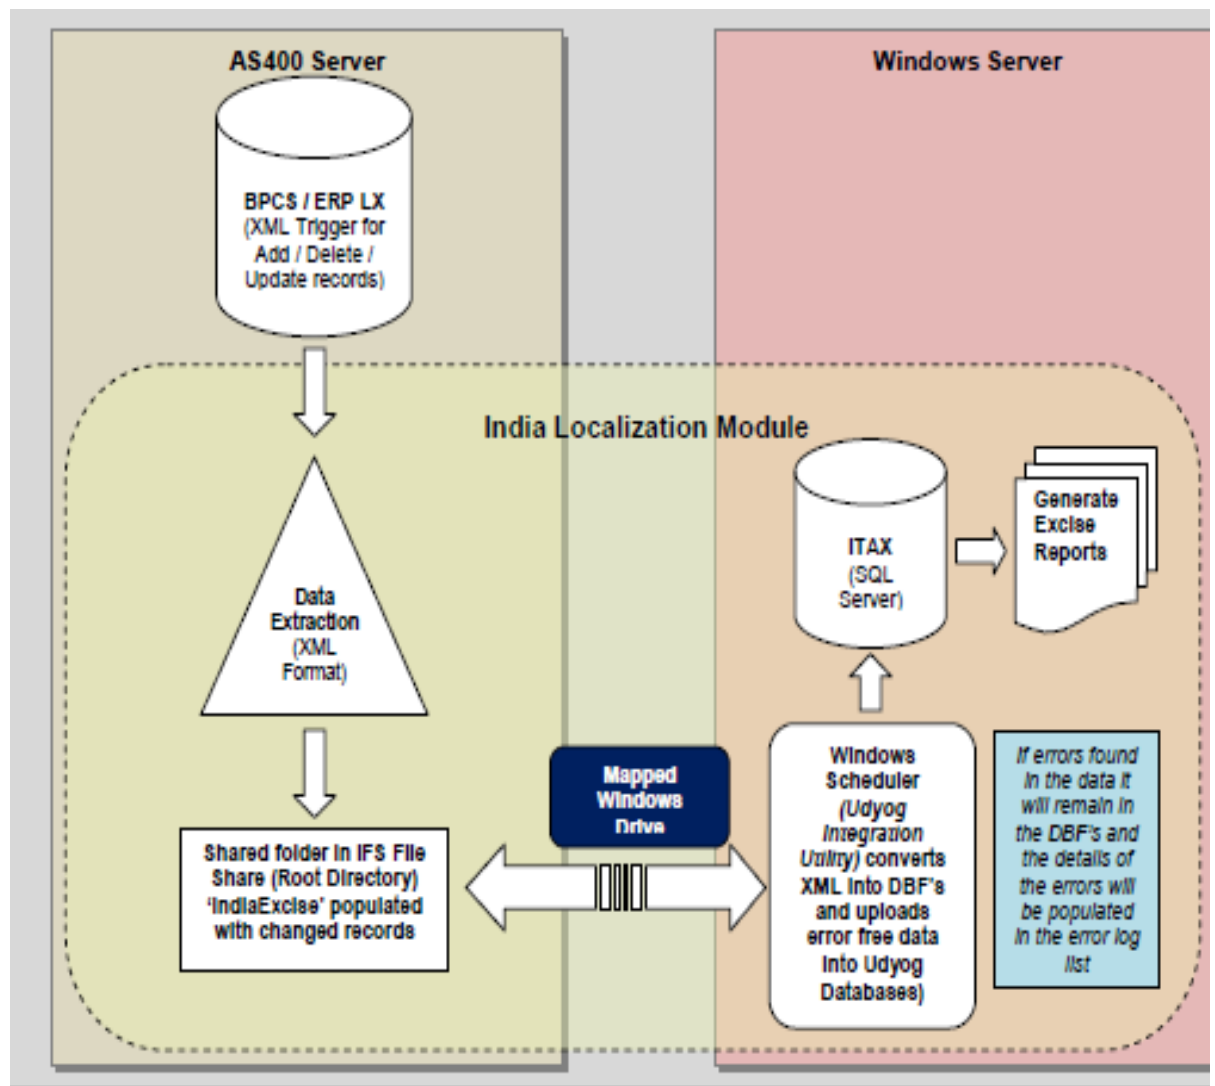 AS400 Server
BPCS / ERP LX
(XML Trigger for
Add / Delete /
Update records)
Windows Server
India Localization Module
Data
Extraction
(XML
Format)
Shared folder in IFS File
Share (Root Directory)
‘IndiaExcise’ populated
with changed records
Mapped
Windows
Drive
Windows
Scheduler
(Udyog
Integration
Utility) converts
XML into DBF's
and uploads
error free data
into Udyog
Databases)
ITAX
(SQL
Server)
Generate
Excise
Reports
If errors found
in the data it
will remain in
the DBF's and
the details of
the errors will
be populated
in the error log
list